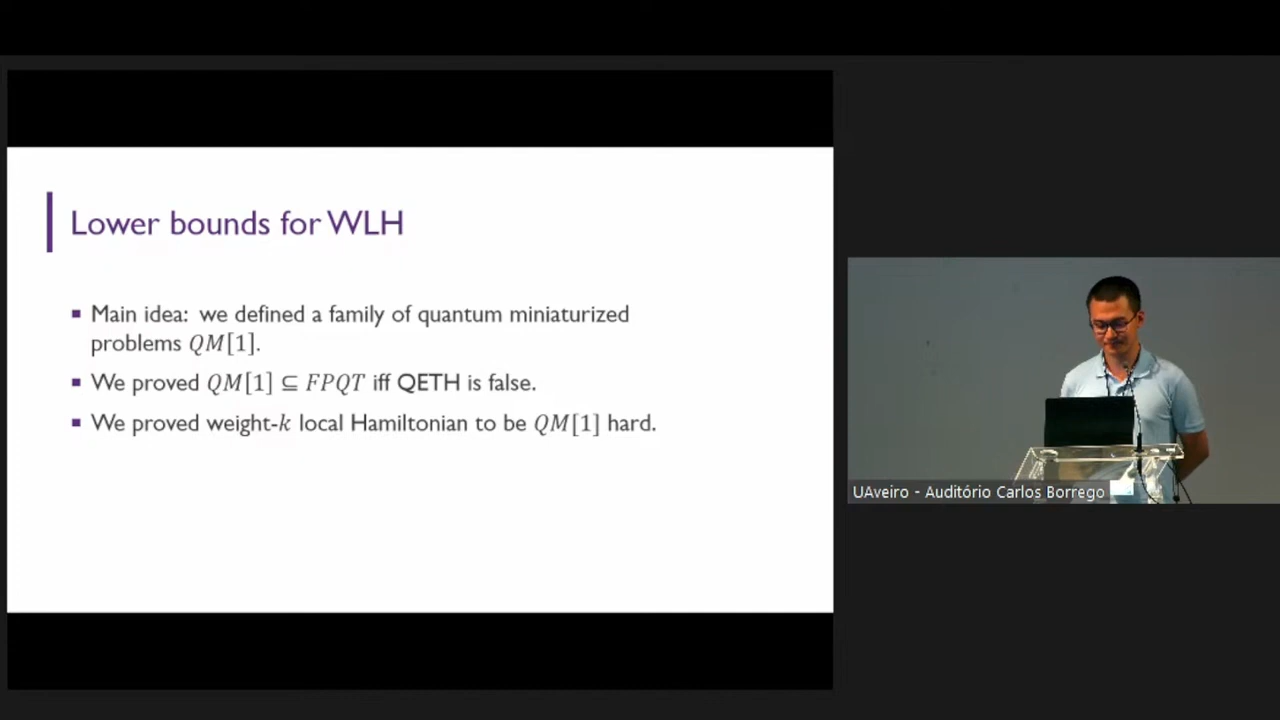 Lower bounds for WLH
▪ Main idea: we defined a family of quantum miniaturized
problems QM[1].
▪ We proved QM[1] ⊆ FPQT iff QETH is false.
▪ We proved weight-k local Hamiltonian to be QM[1] hard.
UAveiro - Auditório Carlos Borrego